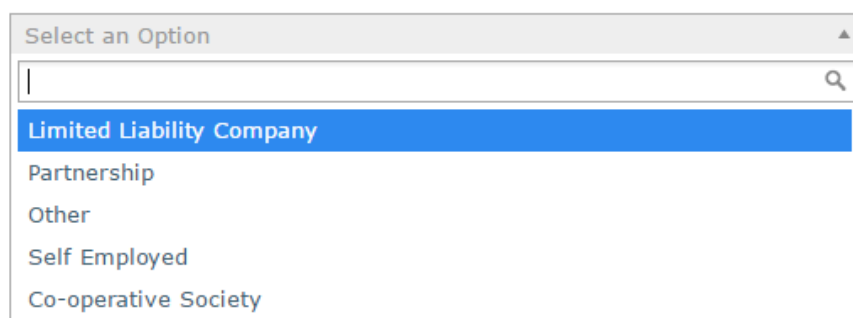 Select an Option
Limited Liability Company
Partnership
Other
Self Employed
Co-operative Society